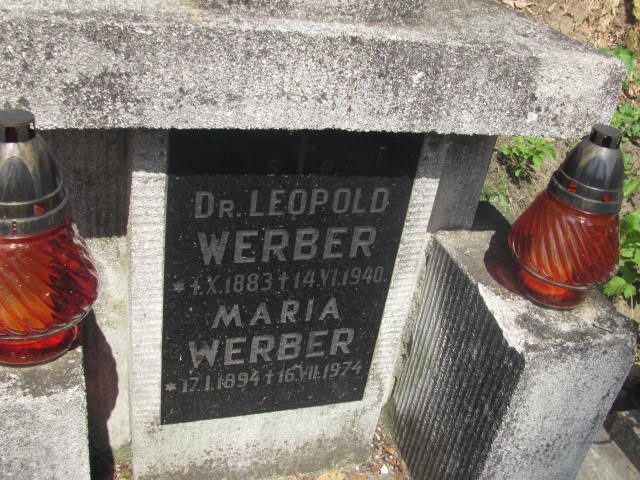 Ś † P.
Dr. LEOPOLD
WERBER
*1.X.1883 † 14.VI.1940.
MARIA
WERBER
*17.I.1894 † 16.VII.1974